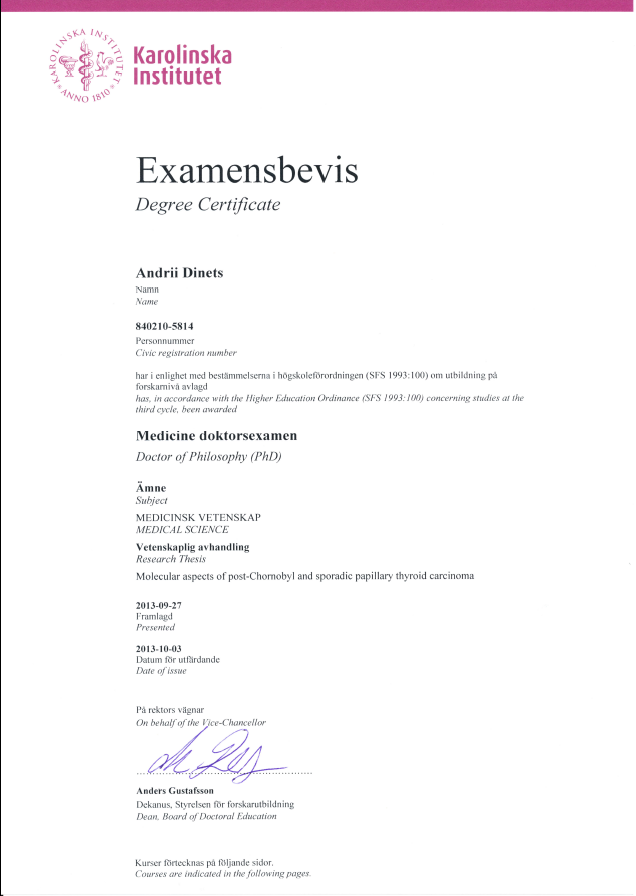 KAROLINSKA INSTITUTET
ANNO 1810
Karolinska
Institutet
Examensbevis
Degree Certificate
Andrii Dinets
Namn
Name
840210-5814
Personnummer
Civic registration number
har i enlighet med bestämmelserna i högskoleförordningen (SFS 1993:100) om utbildning på
forskarnivå avlagd
has, in accordance with the Higher Education Ordinance (SFS 1993:100) concerning studies at the
third cycle, been awarded
Medicine doktorsexamen
Doctor of Philosophy (PhD)
Ämne
Subject
MEDICINSK VETENSKAP
MEDICAL SCIENCE
Vetenskaplig avhandling
Research Thesis
Molecular aspects of post-Chornobyl and sporadic papillary thyroid carcinoma
2013-09-27
Framlagd
Presented
2013-10-03
Datum för utfärdande
Date of issue
På rektors vägnar
On behalf of the Vice-Chancellor
Anders Gustafsson
Dekanus, Styrelsen för forskarutbildning
Dean, Board of Doctoral Education
Kurser förtecknas på följande sidor.
Courses are indicated in the following pages.